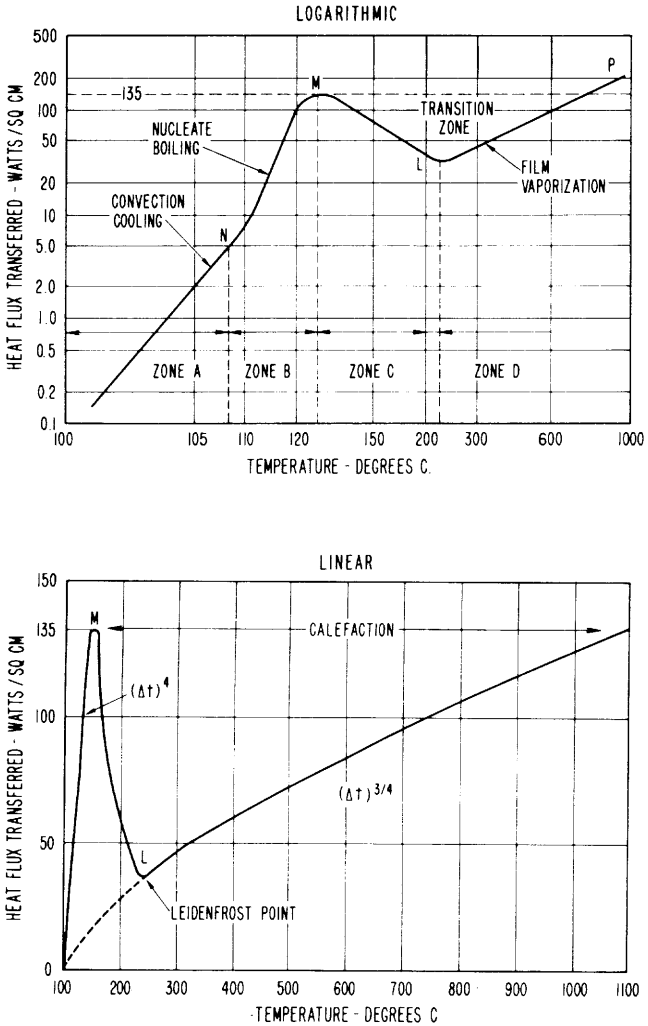 LOGARITHMIC
500
200
100
50
20
10
5.0
2.0
1.0
0.5
0.2
0.1
HEAT FLUX TRANSFERRED - WATTS/SQ CM
135
M
P
NUCLEATE
BOILING
TRANSITION
ZONE
L
FILM
VAPORIZATION
CONVECTION
COOLING
N
ZONE A
ZONE B
ZONE C
ZONE D
100 105 110 120 150 200 300 600 1000
TEMPERATURE - DEGREES C.
LINEAR
150
135
100
50
0
HEAT FLUX TRANSFERRED - WATTS/SQ CM
M
CALEFACTION
(Δt)⁴
(Δt)³/⁴
L
LEIDENFROST POINT
100 200 300 400 500 600 700 800 900 1000 1100
TEMPERATURE - DEGREES C